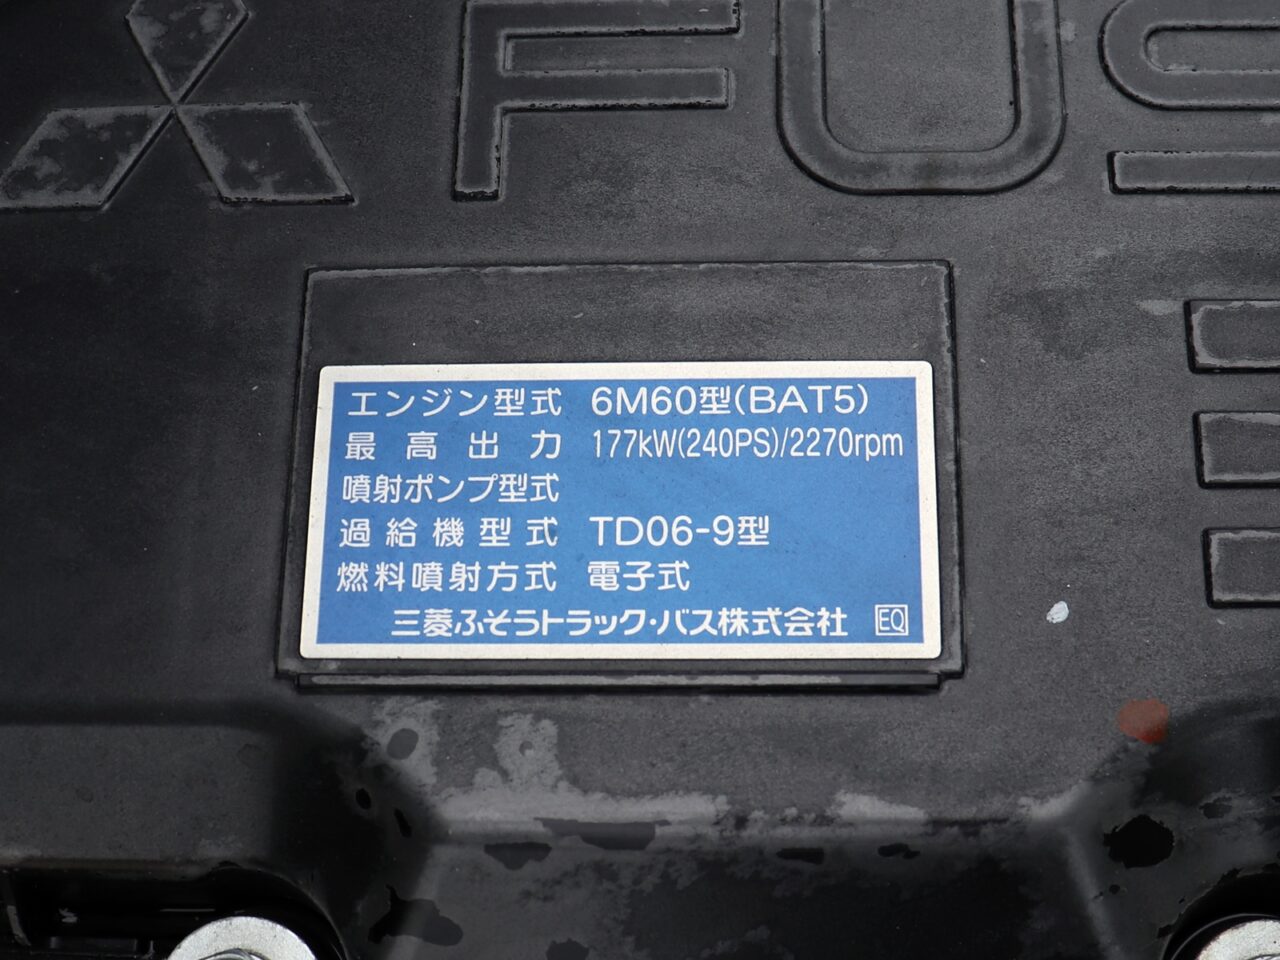 FUS
エンジン型式 6M60型(BAT5)
最高出力 177kW(240PS)/2270rpm
噴射ポンプ型式
過給機型式 TD06-9型
燃料噴射方式 電子式
三菱ふそうトラック・バス株式会社 EQ